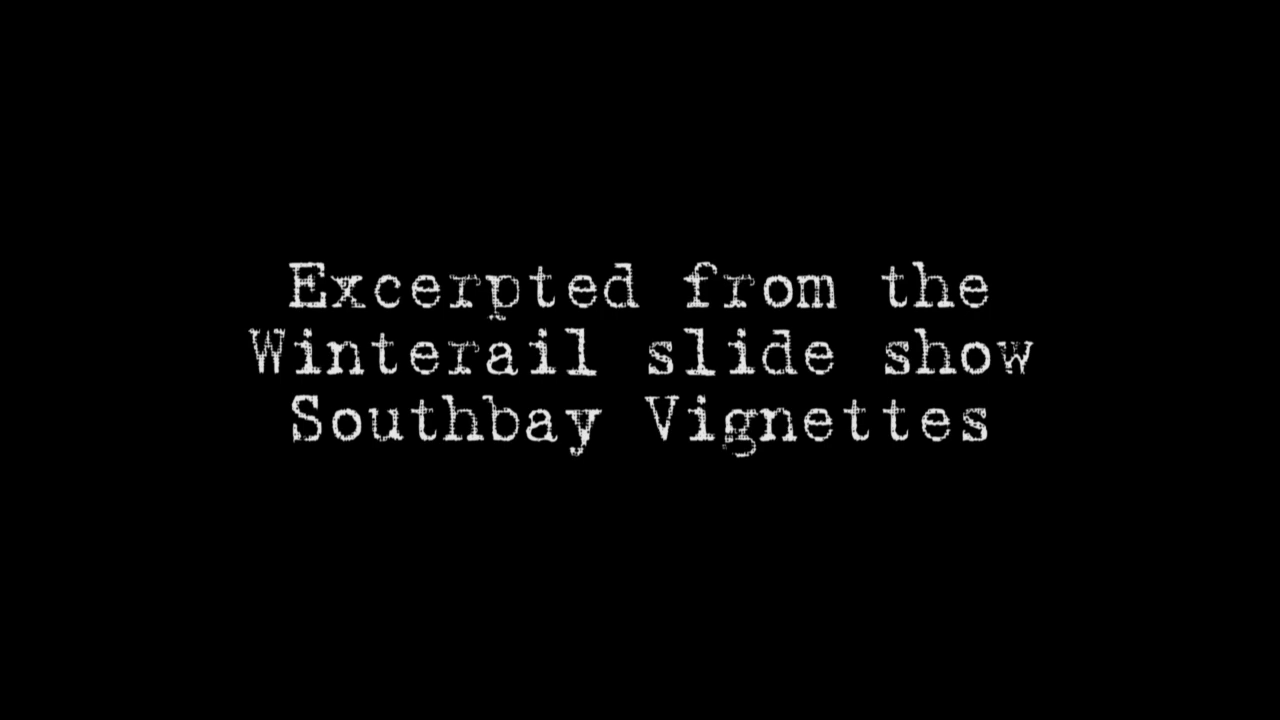 Excerpted from the
Winterail slide show
Southbay Vignettes